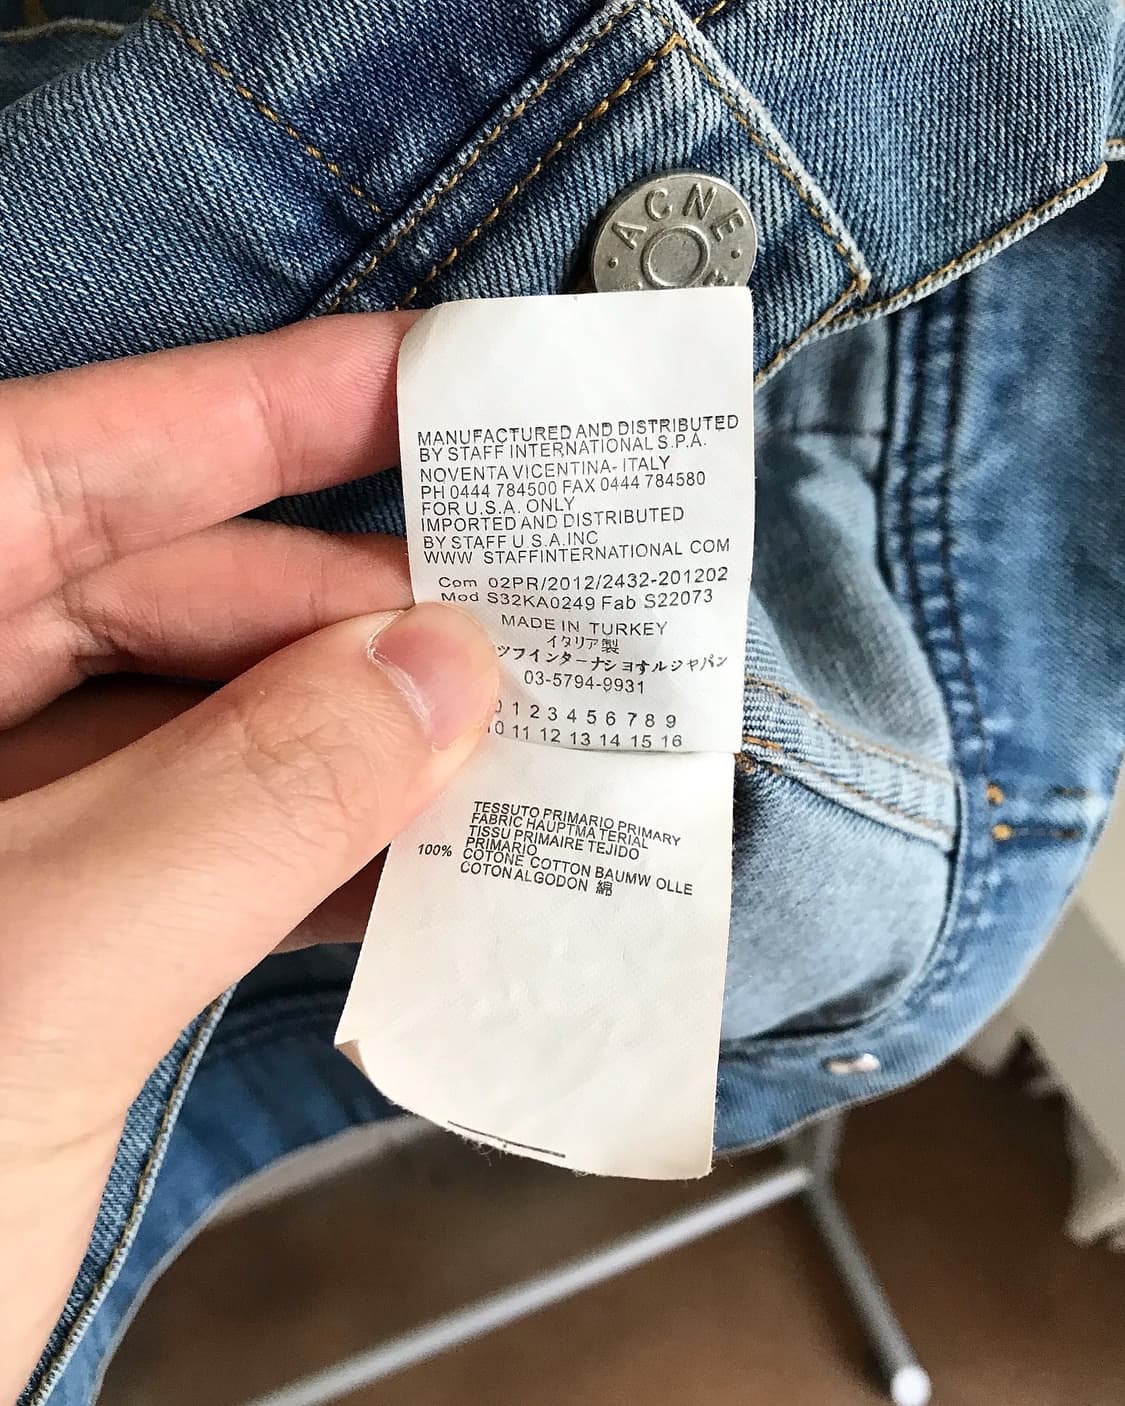 ACNE
MANUFACTURED AND DISTRIBUTED
BY STAFF INTERNATIONAL S.P.A.
NOVENTA VICENTINA- ITALY
PH 0444 784500 FAX 0444 784580
FOR U.S.A. ONLY
IMPORTED AND DISTRIBUTED
BY STAFF U.S.A.INC
WWW STAFFINTERNATIONAL COM
Com 02PR/2012/2432-201202
Mod S32KA0249 Fab S22073
MADE IN TURKEY
イタリア製
ツフインターナショすルジャパン
03-5794-9931
0 1 2 3 4 5 6 7 8 9
10 11 12 13 14 15 16
TESSUTO PRIMARIO PRIMARY
FABRIC HAUPTMA TERIAL
TISSU PRIMAIRE TEJIDO
PRIMARIO
100% COTONE COTTON BAUMW OLLE
COTONALGODON 綿